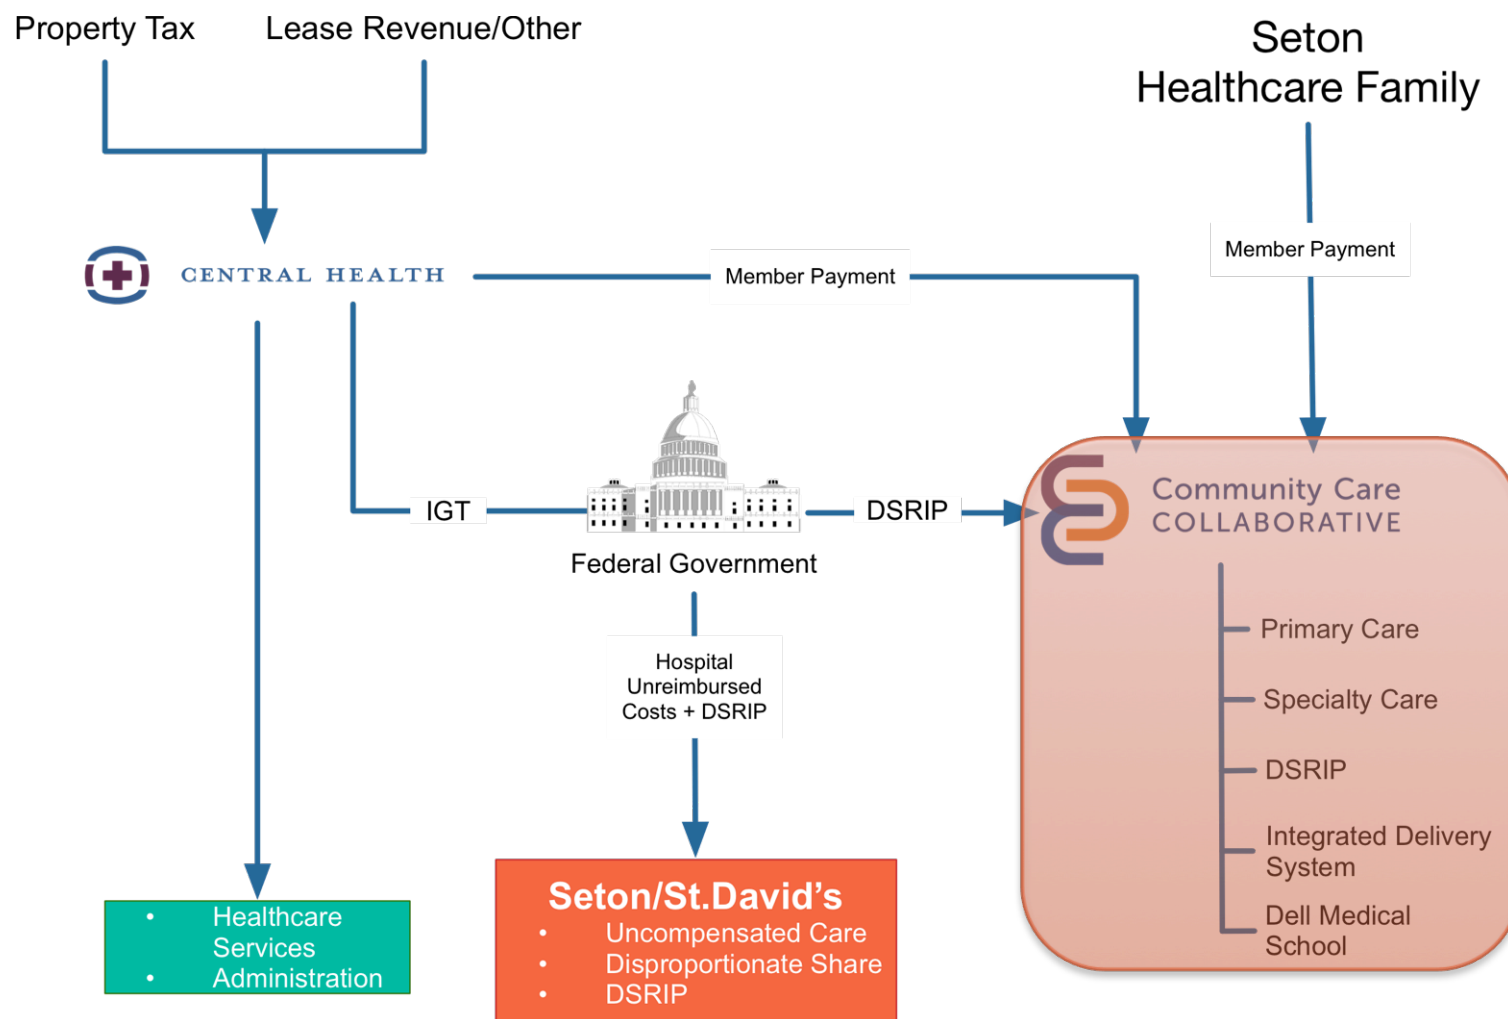 Property Tax
Lease Revenue/Other
Seton
Healthcare Family
CENTRAL HEALTH
Member Payment
Member Payment
IGT
DSRIP
Federal Government
Community Care
COLLABORATIVE
Hospital
Unreimbursed
Costs + DSRIP
Primary Care
Specialty Care
DSRIP
Integrated Delivery
System
Dell Medical
School
• Healthcare
Services
• Administration
Seton/St.David's
• Uncompensated Care
• Disproportionate Share
• DSRIP